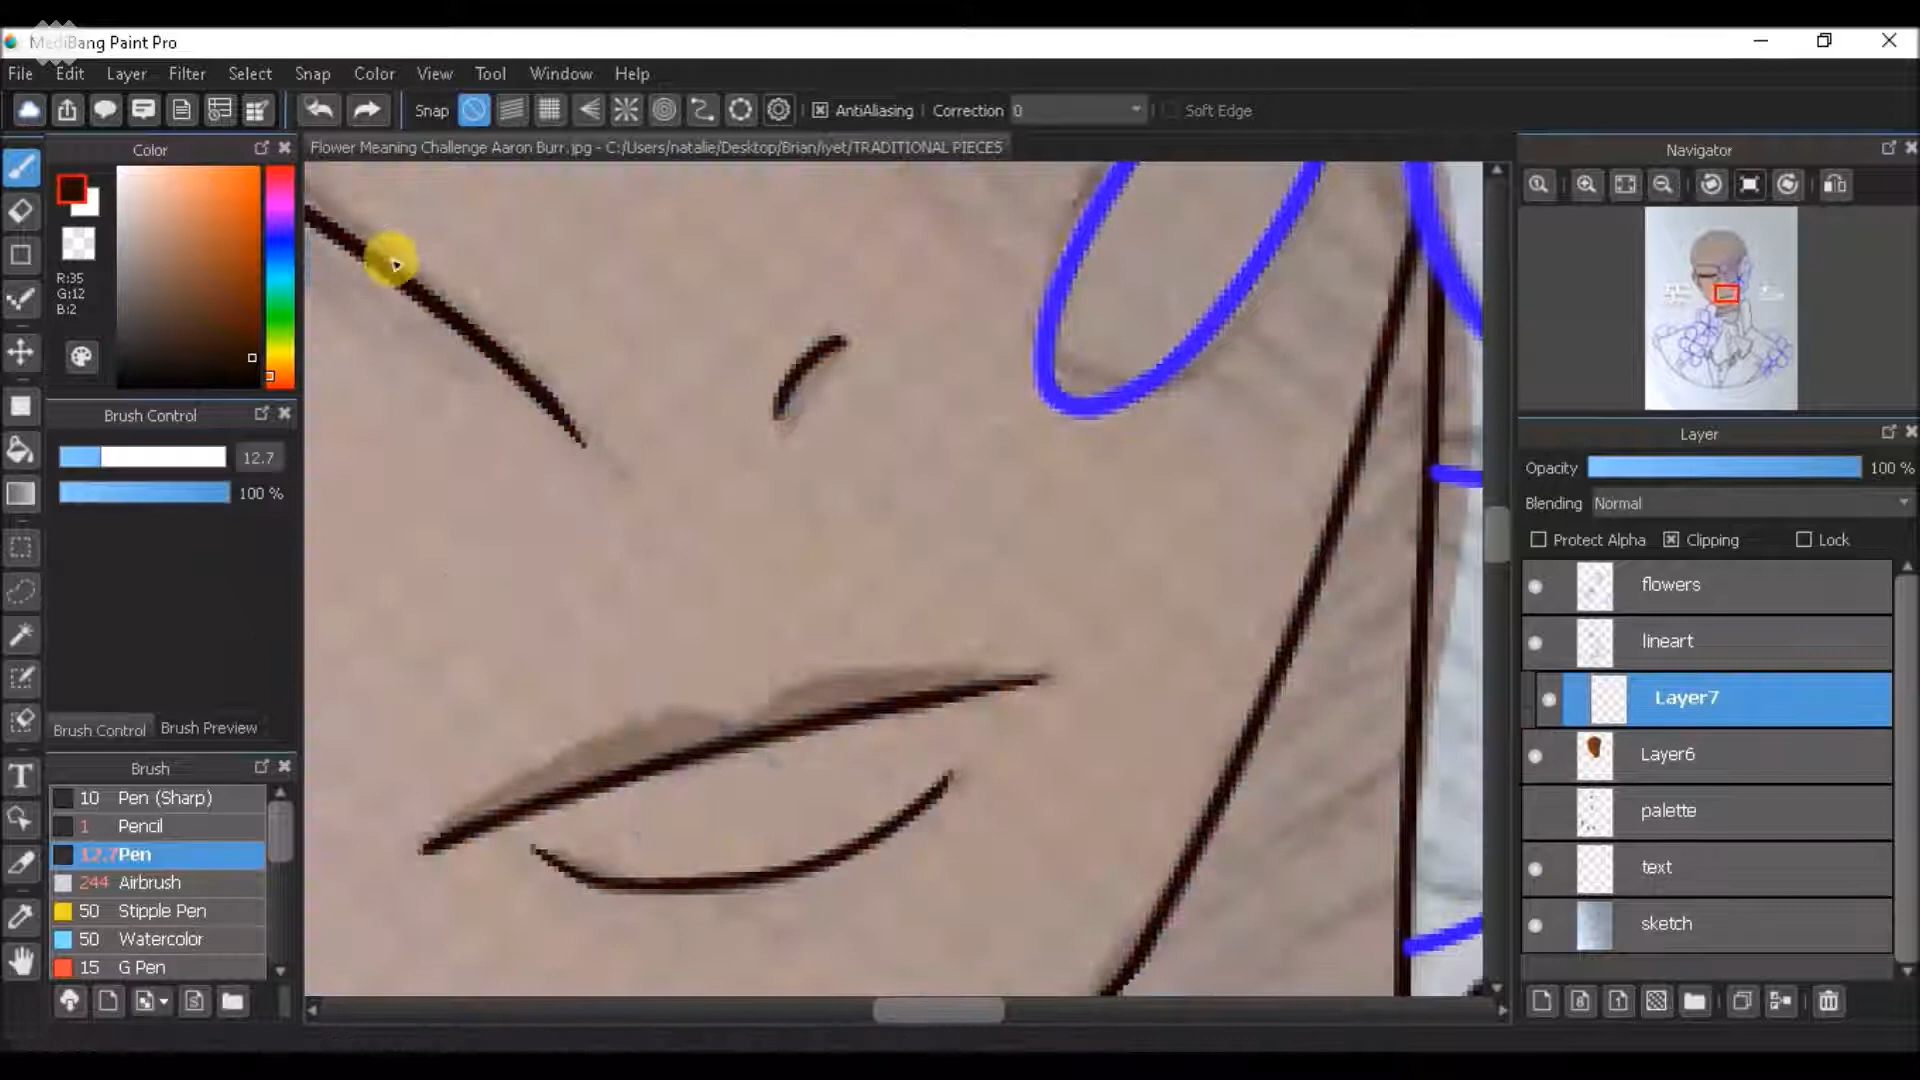 MediBang Paint Pro
File Edit Layer Filter Select Snap Color View Tool Window Help
Snap AntiAliasing Correction 0 Soft Edge
Color
R:35
G:12
B:2
Brush Control
12.7
100 %
Brush Control Brush Preview
Brush
10 Pen (Sharp)
1 Pencil
12.7 Pen
244 Airbrush
50 Stipple Pen
50 Watercolor
15 G Pen
Flower Meaning Challenge Aaron Burr.jpg - C:/Users/natalie/Desktop/Brian/iyet/TRADITIONAL PIECES
Navigator
Layer
Opacity 100 %
Blending Normal
Protect Alpha Clipping Lock
flowers
lineart
Layer7
Layer6
palette
text
sketch